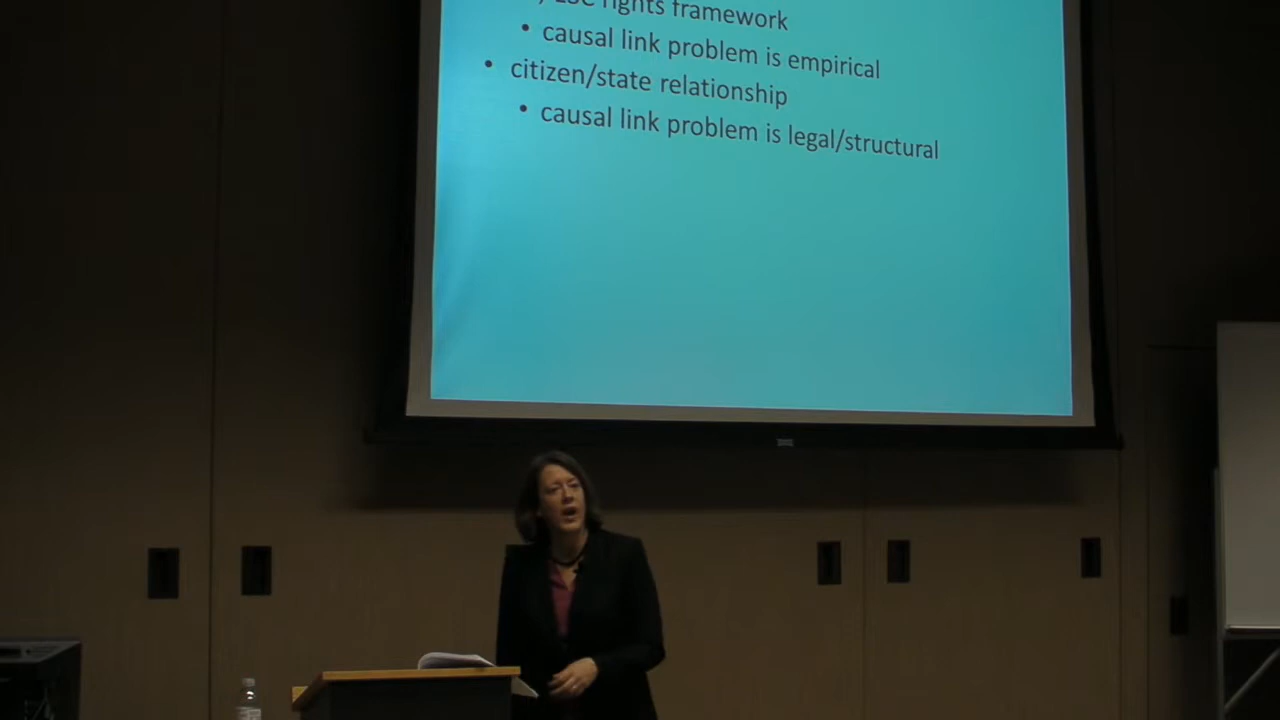 rights framework
• causal link problem is empirical
• citizen/state relationship
• causal link problem is legal/structural